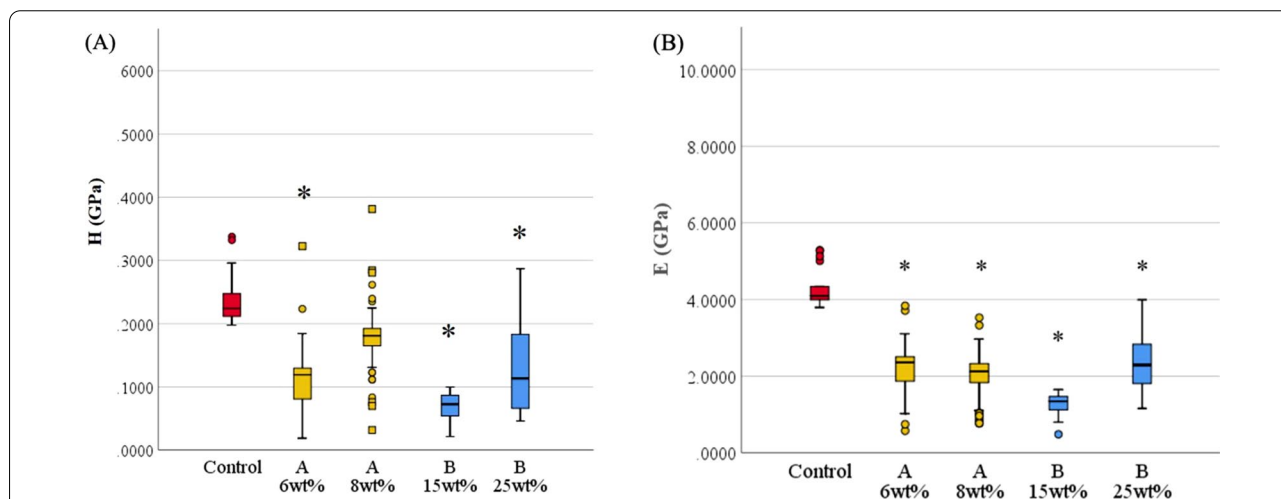 (A)
H (GPa)
6000
.5000
.4000
.3000
.2000
.1000
.0000
Control
A
6wt%
A
8wt%
B
15wt%
B
25wt%
*
*
*
(B)
E (GPa)
10.0000
8.0000
6.0000
4.0000
2.0000
.0000
Control
A
6wt%
A
8wt%
B
15wt%
B
25wt%
*
*
*
*